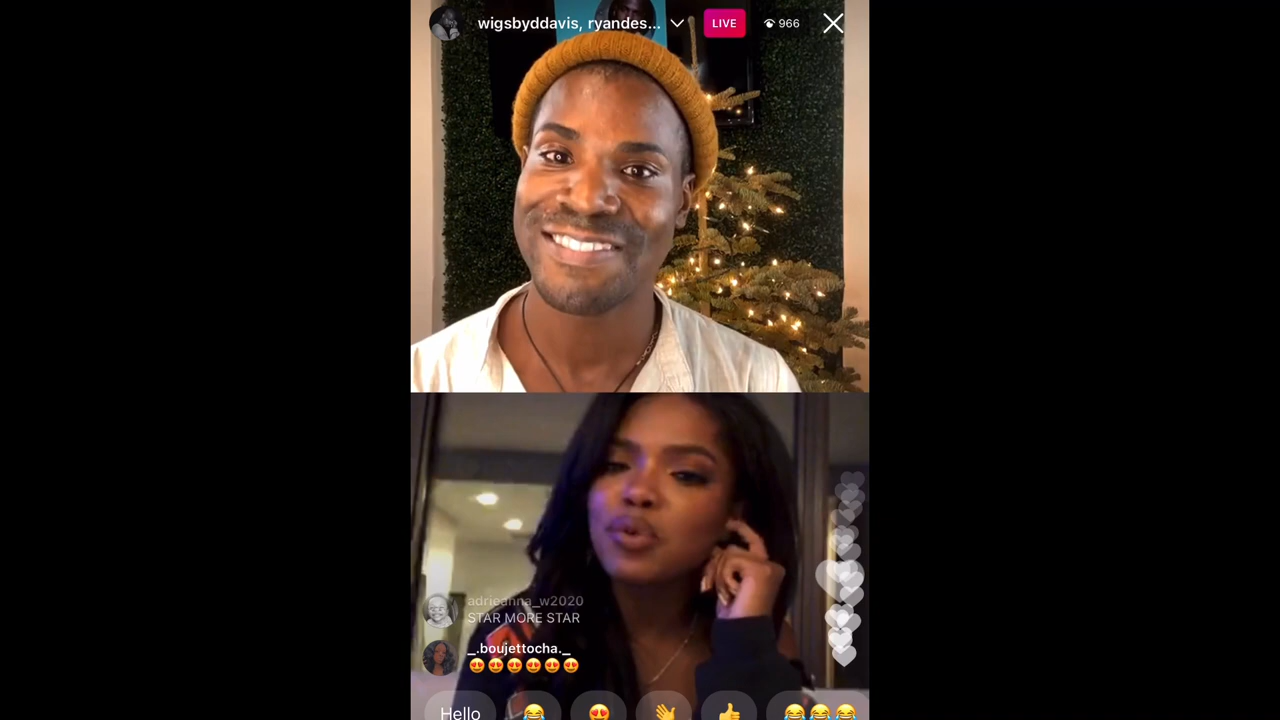 wigsbyddavis, ryandes...
LIVE
966
adrieanna_w2020
STAR MORE STAR
_.boujettocha._
😍😍😍😍😍😍
Hello 😂 😍 👋 👍 😂😂😂